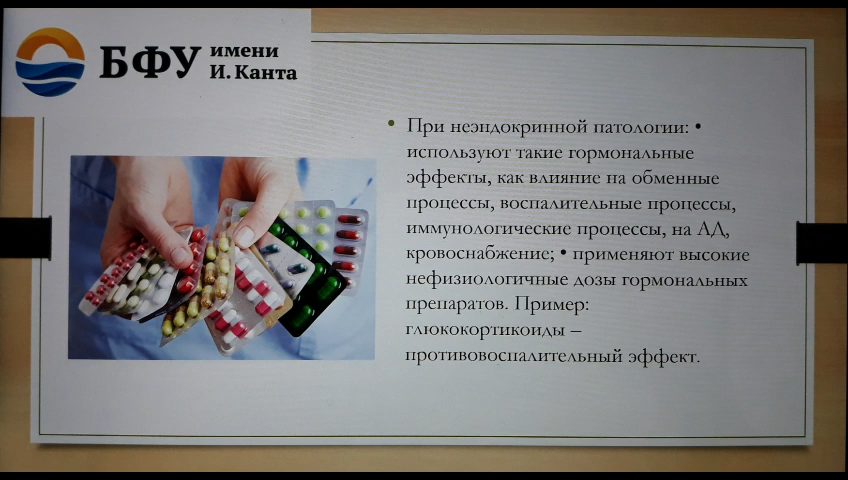 БФУ имени
И. Канта
При неэндокринной патологии: •
используют такие гормональные
эффекты, как влияние на обменные
процессы, воспалительные процессы,
иммунологические процессы, на АД,
кровоснабжение; • применяют высокие
нефизиологичные дозы гормональных
препаратов. Пример:
глюкокортикоиды –
противовоспалительный эффект.